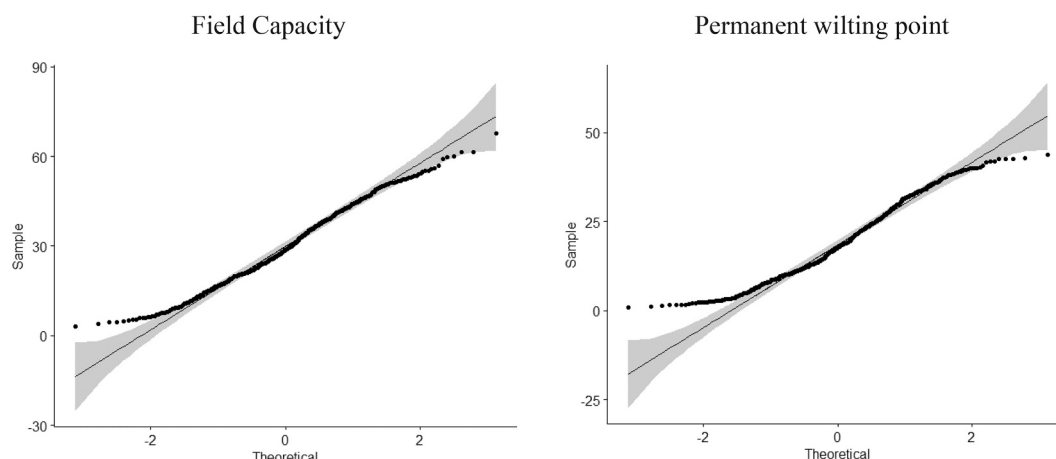 Field Capacity
90
60
30
0
-30
Sample
-2
0
2
Theoretical
Permanent wilting point
50
25
0
-25
Sample
-2
0
2
Theoretical